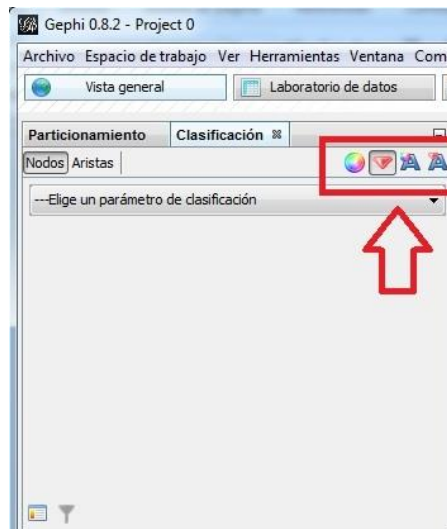 Gephi 0.8.2 - Project 0
Archivo Espacio de trabajo Ver Herramientas Ventana Com
Vista general Laboratorio de datos
Particionamiento Clasificación
Nodos Aristas
---Elige un parámetro de clasificación